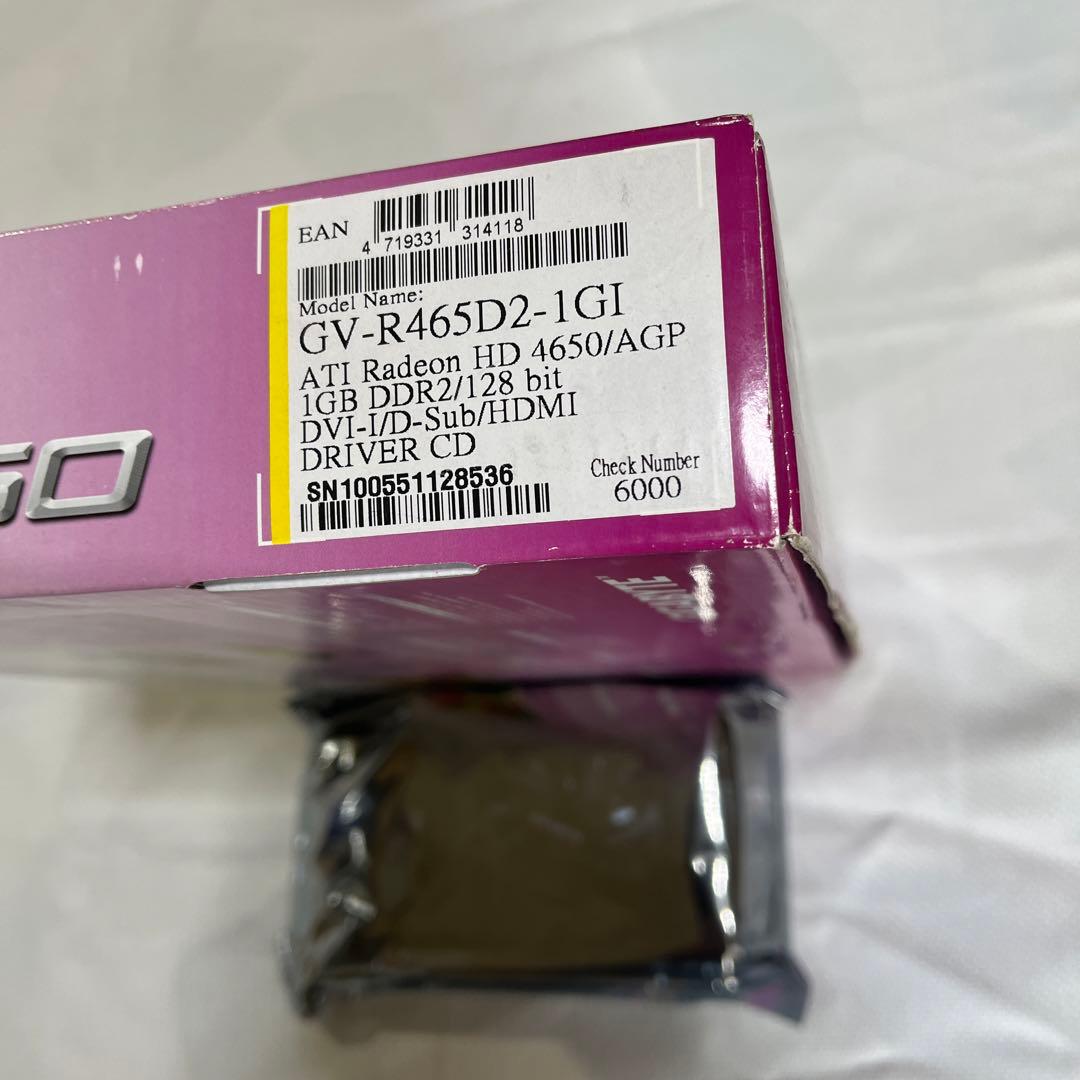 EAN
4 719331 314118
Model Name:
GV-R465D2-1GI
ATI Radeon HD 4650/AGP
1GB DDR2/128 bit
DVI-I/D-Sub/HDMI
DRIVER CD
SN100551128536
Check Number
6000
50